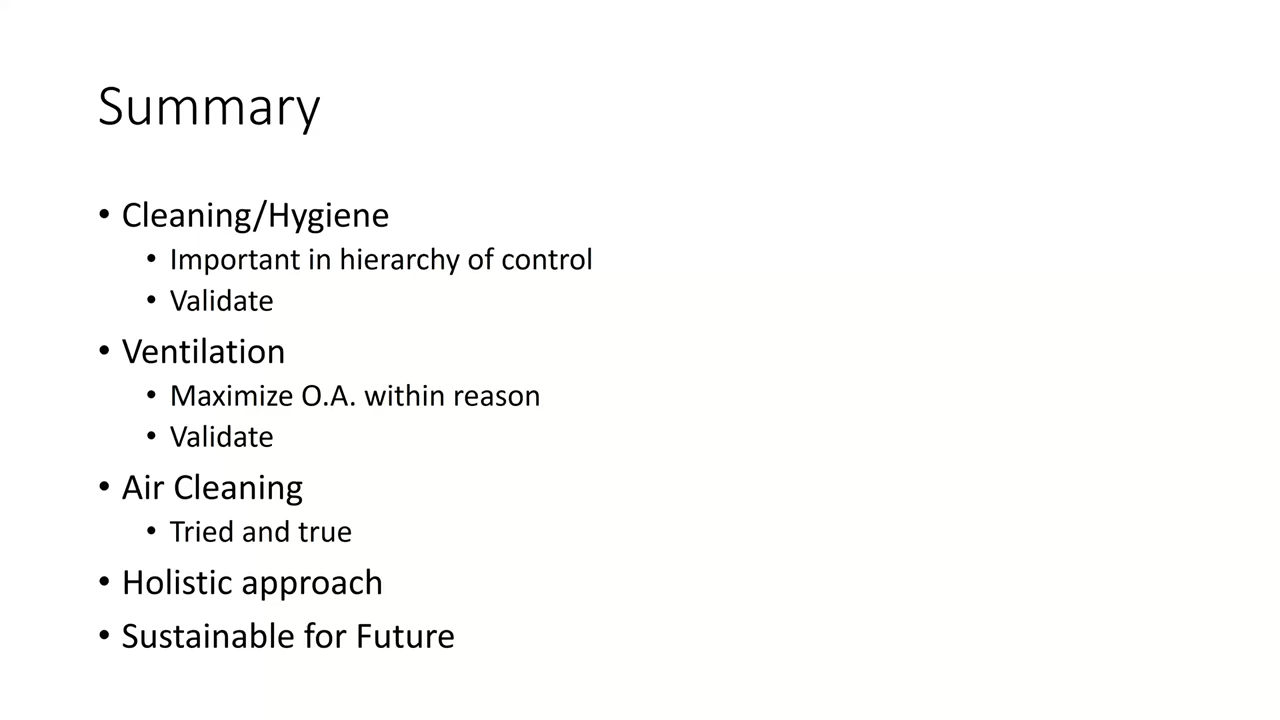 Summary
• Cleaning/Hygiene
• Important in hierarchy of control
• Validate
• Ventilation
• Maximize O.A. within reason
• Validate
• Air Cleaning
• Tried and true
• Holistic approach
• Sustainable for Future